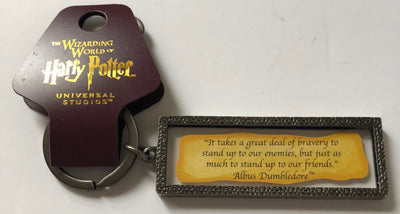 THE WIZARDING
WORLD OF
Harry Potter
UNIVERSAL
STUDIOS™
"It takes a great deal of bravery to
stand up to our enemies, but just as
much to stand up to our friends."
Albus Dumbledore™